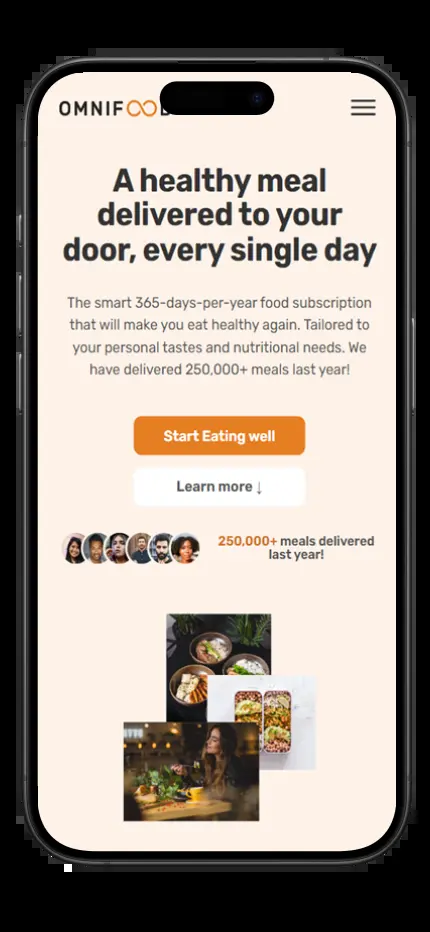 OMNIFOOD
A healthy meal
delivered to your
door, every single day
The smart 365-days-per-year food subscription
that will make you eat healthy again. Tailored to
your personal tastes and nutritional needs. We
have delivered 250,000+ meals last year!
Start Eating well
Learn more ↓
250,000+ meals delivered
last year!